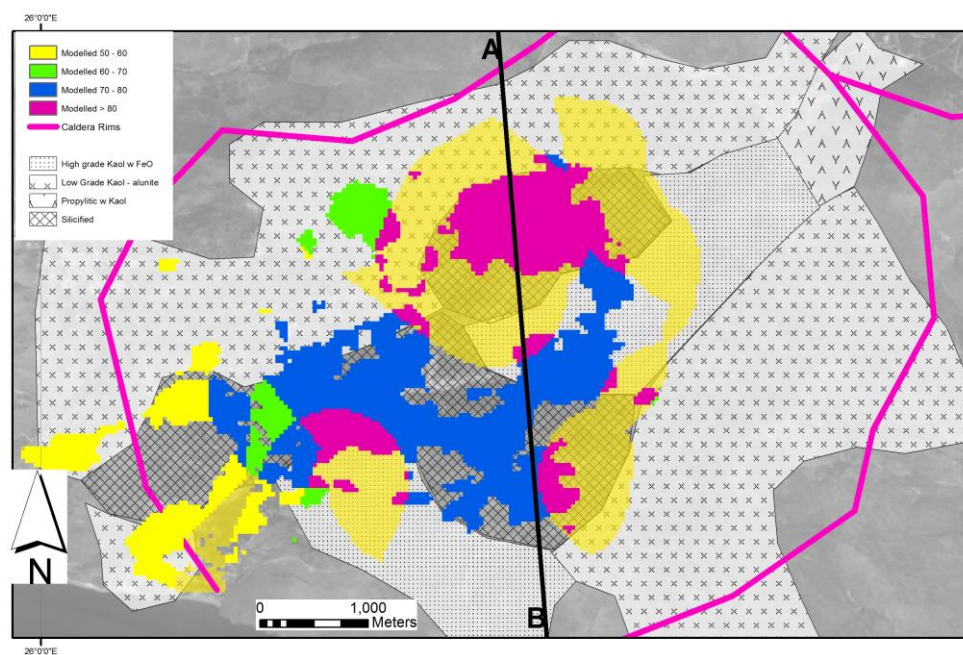 26°0'0"E
Modelled 50 - 60
Modelled 60 - 70
Modelled 70 - 80
Modelled > 80
Caldera Rims
High grade Kaol w FeO
Low Grade Kaol - alunite
Propylitic w Kaol
Silicified
A
N
0 1,000
Meters
B
26°0'0"E